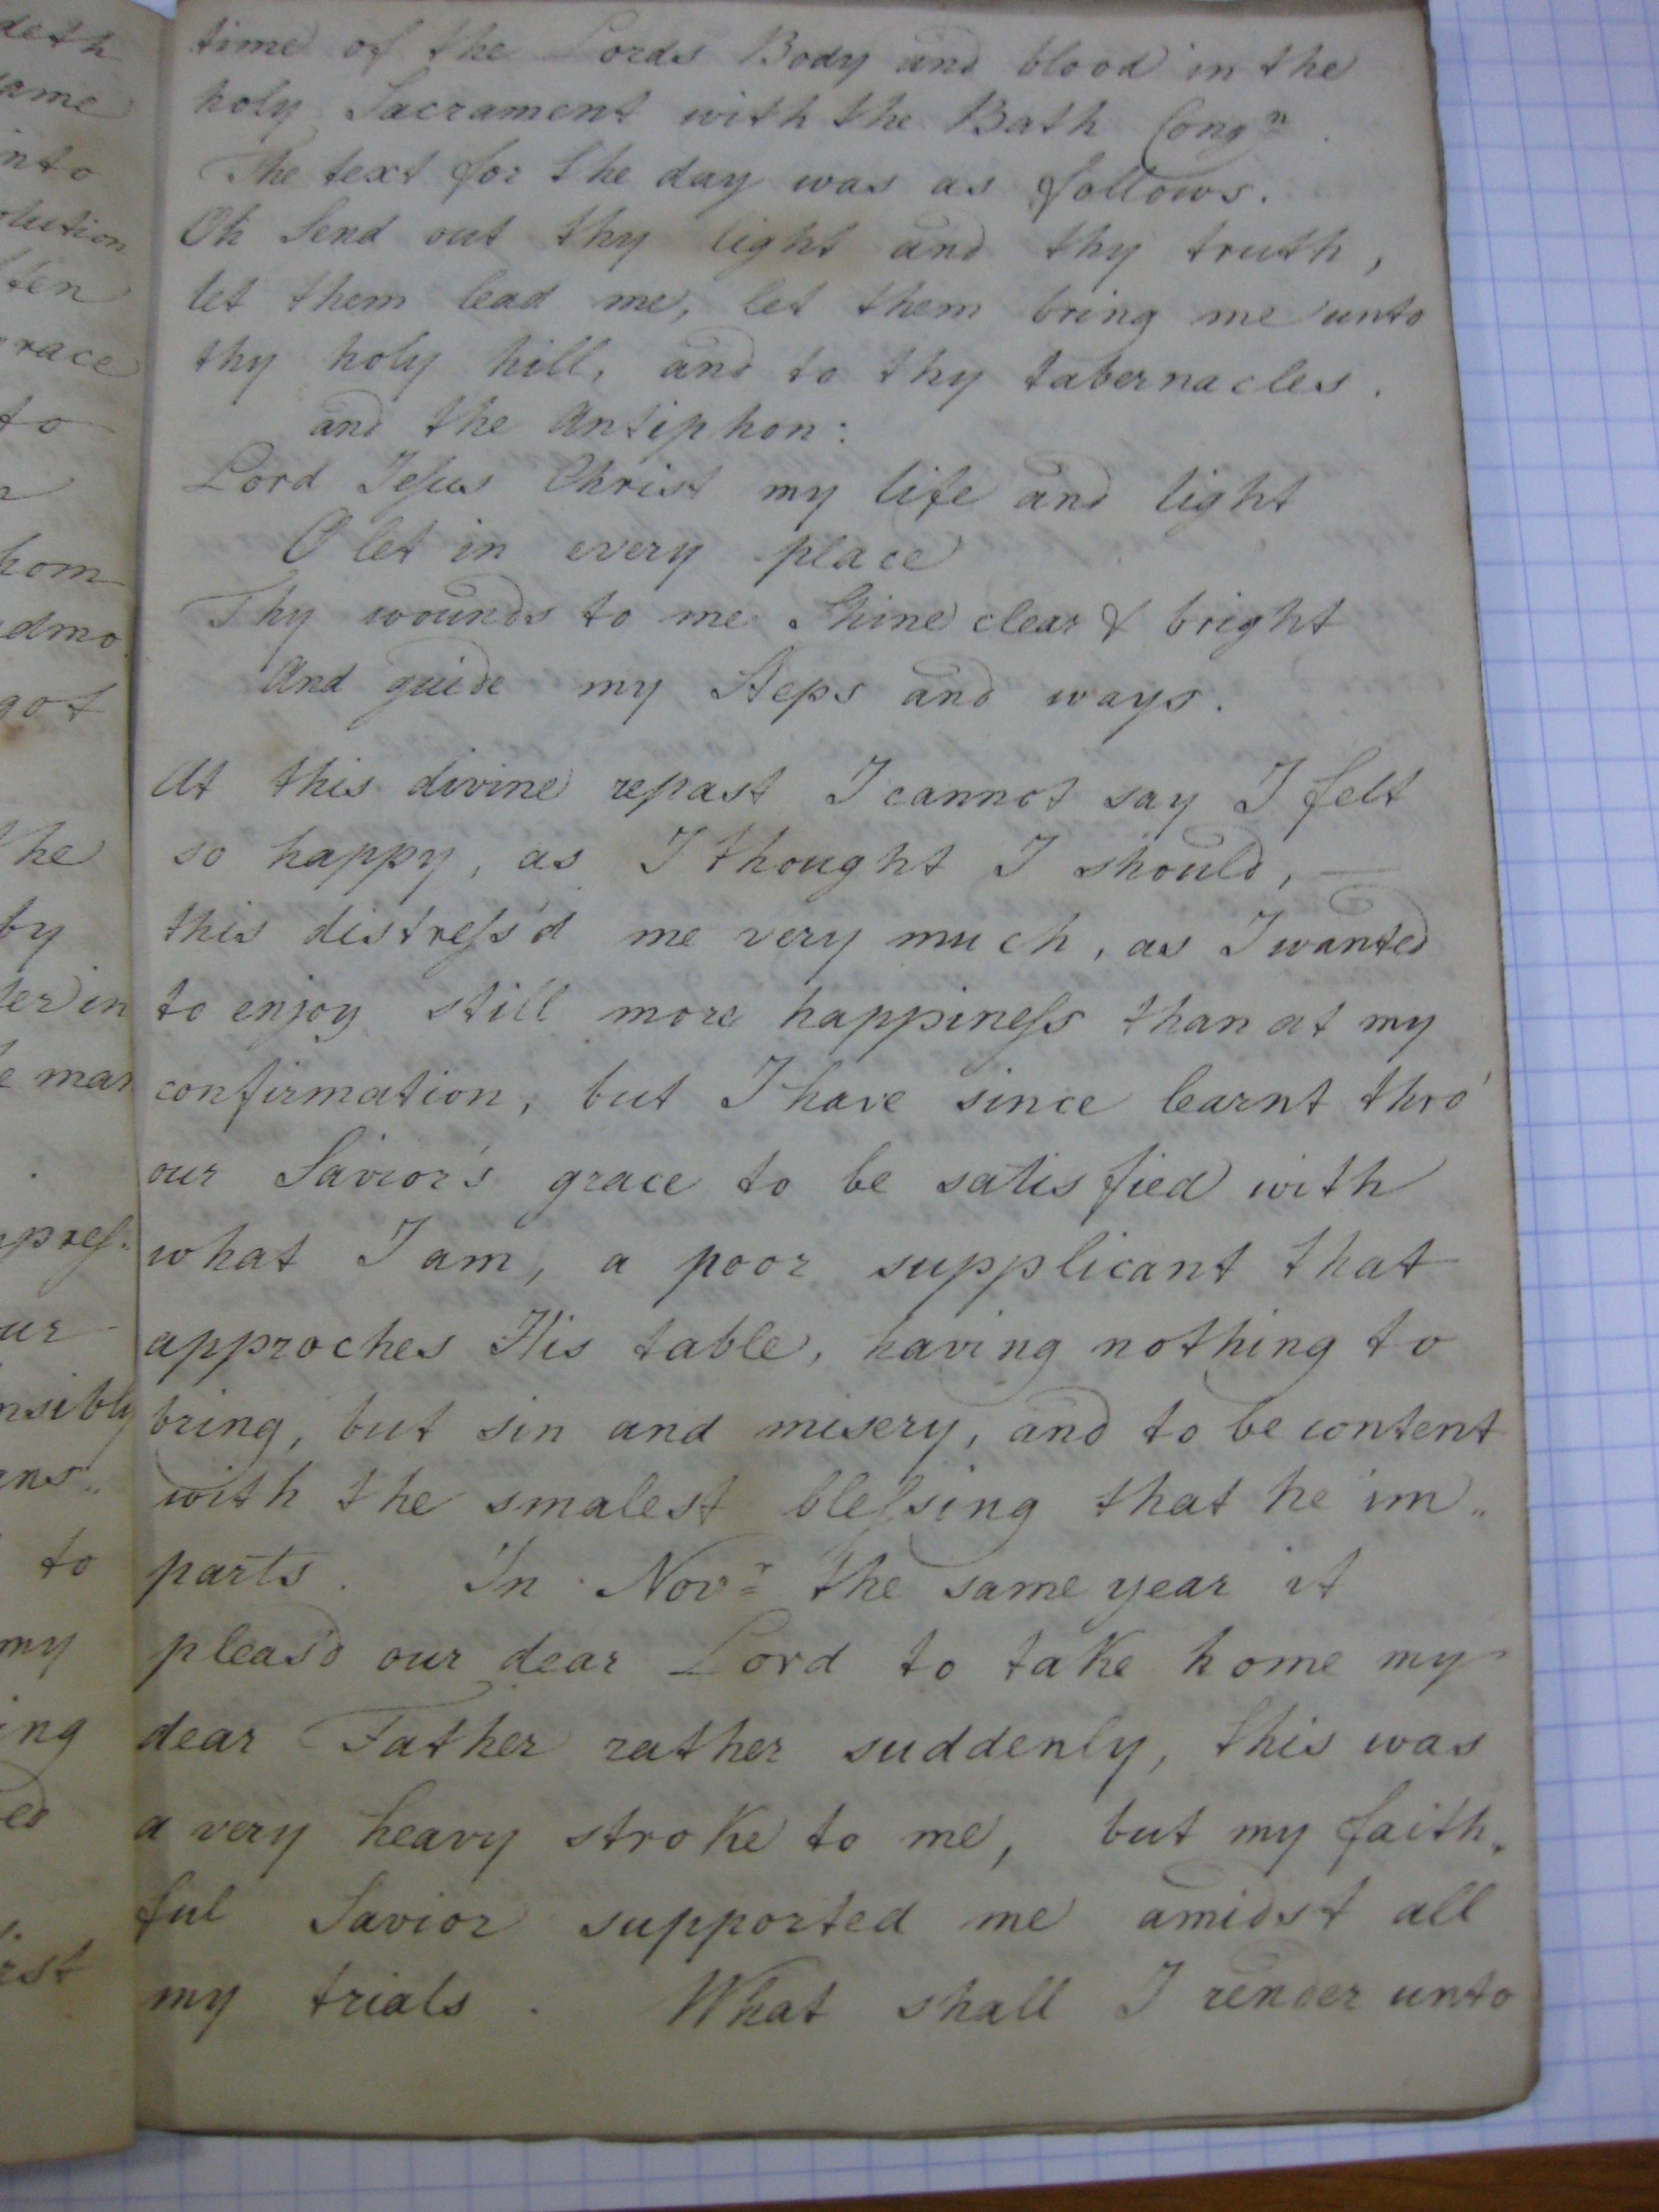 deth
ame
nto
olution
ten
race
to
hom
dmo
got
the
by
ter in
e man
press:
ur
nsibly
ans..
to
my
ing
ed
rst
time of the Lords Body and blood in the
holy Sacrament with the Bath Congn.
The text for the day was as follows.
Oh Send out thy light and thy truth,
let them lead me, let them bring me unto
thy holy hill, and to thy tabernacles.
and the Antiphon:
Lord Jesus Christ my life and light
O let in every place
Thy wounds to me Shine clear & bright
And guide my Steps and ways.
At this divine repast I cannot say I felt
so happy, as I thought I should, —
this distress'd me very much, as I wanted
to enjoy still more happiness than at my
confirmation, but I have since learnt thro'
our Savior's grace to be satisfied with
what I am, a poor supplicant that
approches His table, having nothing to
bring, but sin and misery, and to be content
with the smalest blessing that he im..
parts. In Novr the same year it
pleas'd our dear Lord to take home my
dear Father rather suddenly, this was
a very heavy stroke to me, but my faith.
ful Savior supported me amidst all
my trials. What shall I render unto